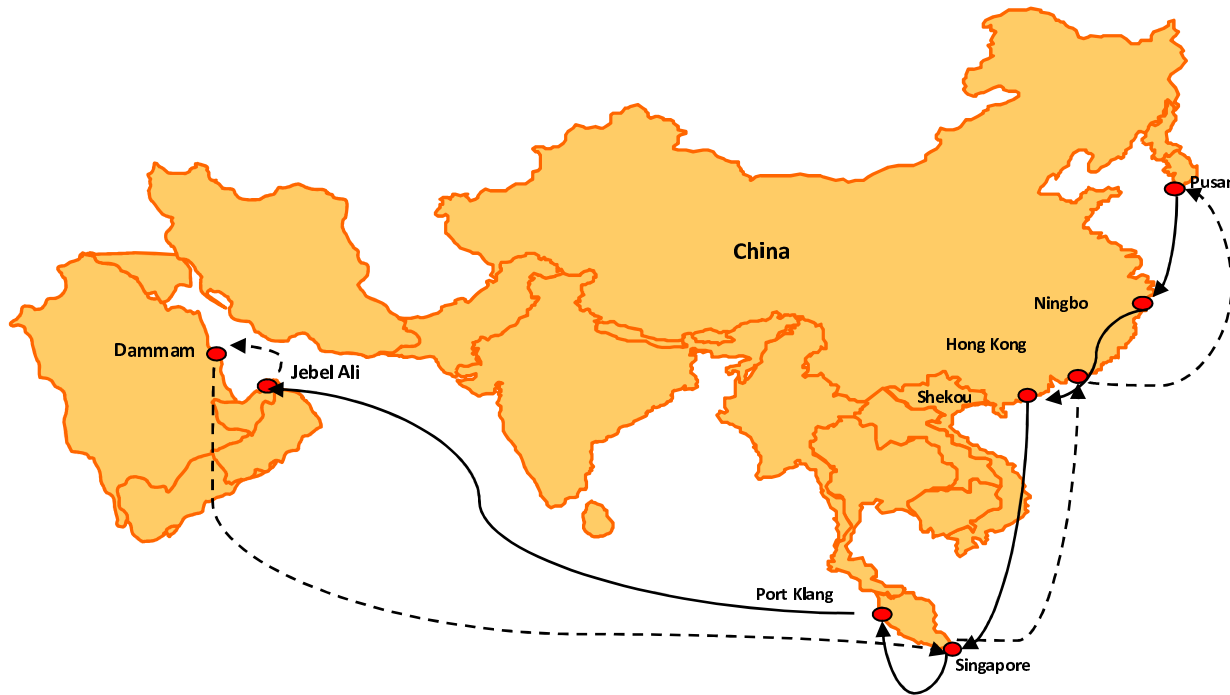 Pusan
China
Ningbo
Hong Kong
Dammam
Jebel Ali
Shekou
Port Klang
Singapore